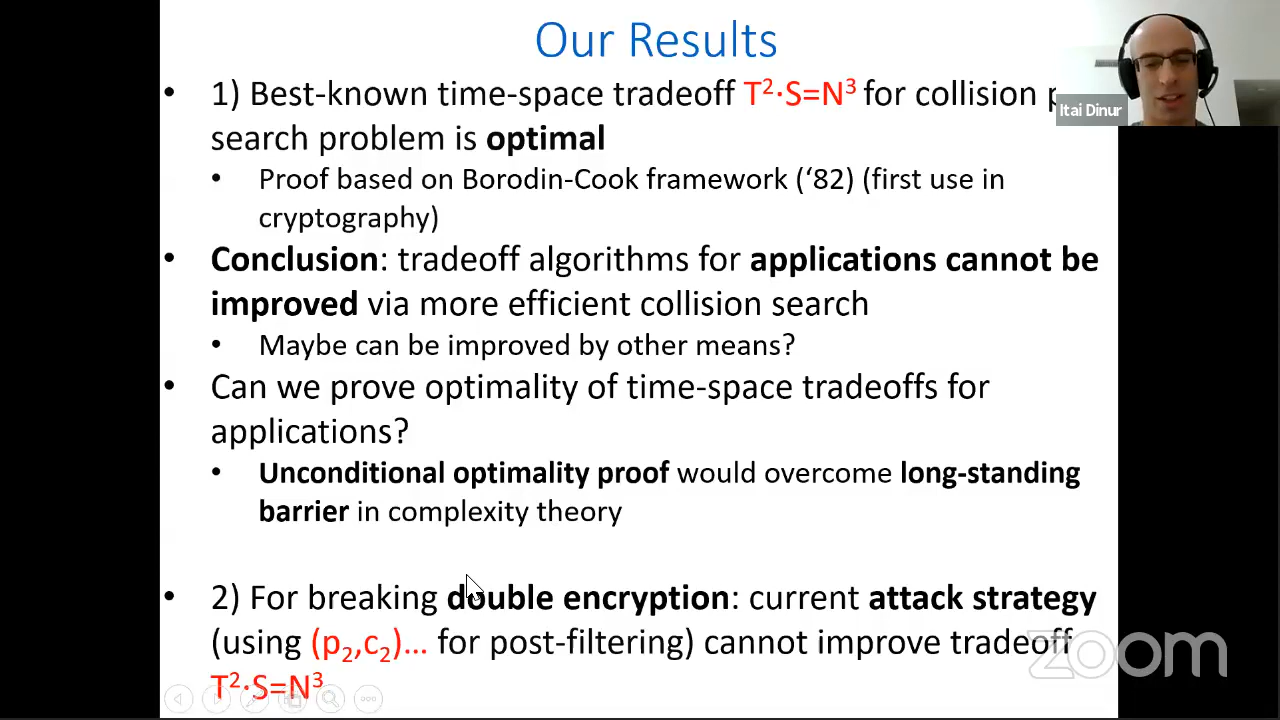 Our Results
• 1) Best-known time-space tradeoff T²·S=N³ for collision
Itai Dinur
search problem is optimal
• Proof based on Borodin-Cook framework (‘82) (first use in
cryptography)
• Conclusion: tradeoff algorithms for applications cannot be
improved via more efficient collision search
• Maybe can be improved by other means?
• Can we prove optimality of time-space tradeoffs for
applications?
• Unconditional optimality proof would overcome long-standing
barrier in complexity theory
• 2) For breaking double encryption: current attack strategy
(using (p₂,c₂)... for post-filtering) cannot improve tradeoff
T²·S=N³
zoom